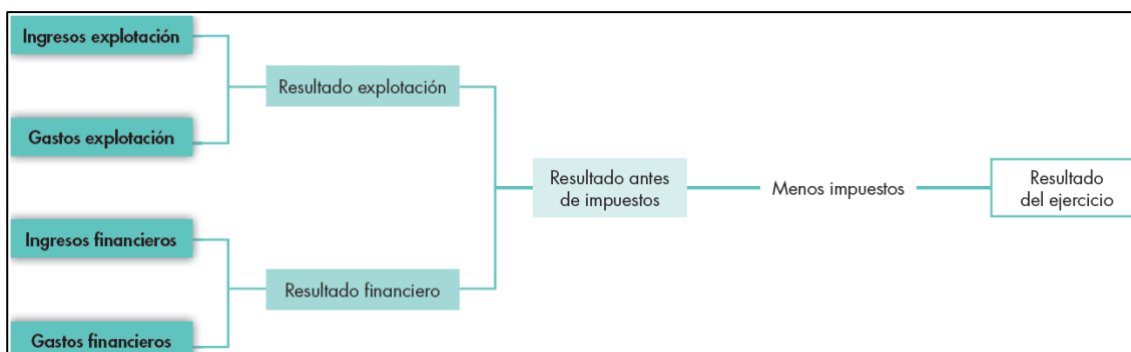 Ingresos explotación
Resultado explotación
Gastos explotación
Resultado antes
de impuestos
Menos impuestos
Resultado
del ejercicio
Ingresos financieros
Resultado financiero
Gastos financieros